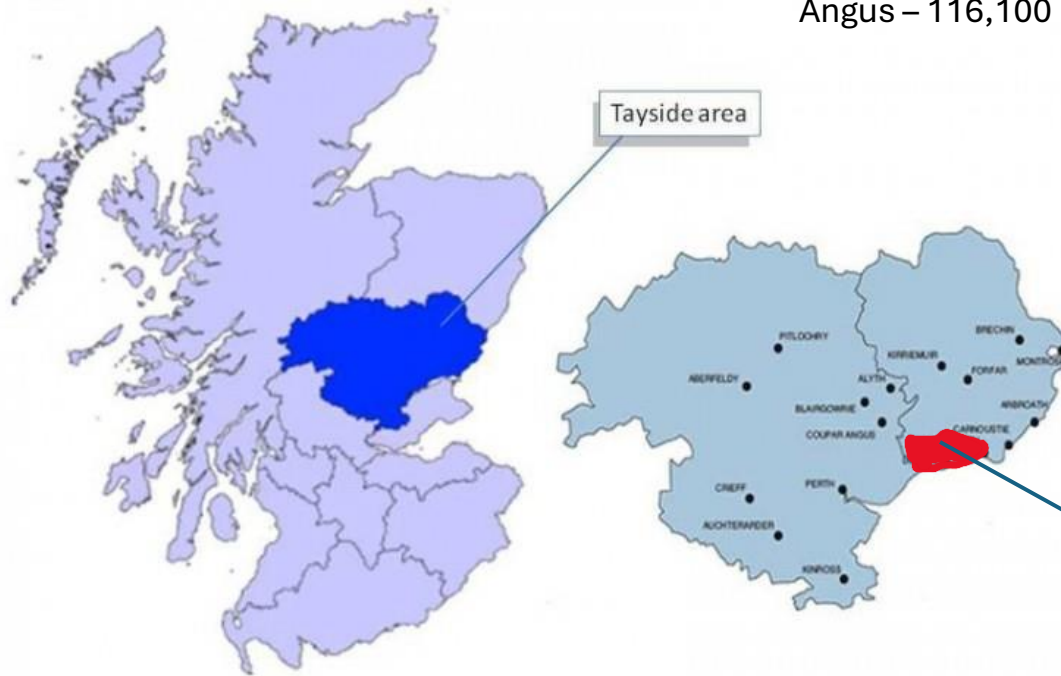 Angus – 116,100
Tayside area
PITLOCHRY
BRECHIN
KIRRIEMUIR
ABERFELDY
ALYTH
FORFAR
BLAIRGOWRIE
ARBROATH
COUPAR ANGUS
CARNOUSTIE
CRIEFF
PERTH
AUCHTERARDER
KINROSS